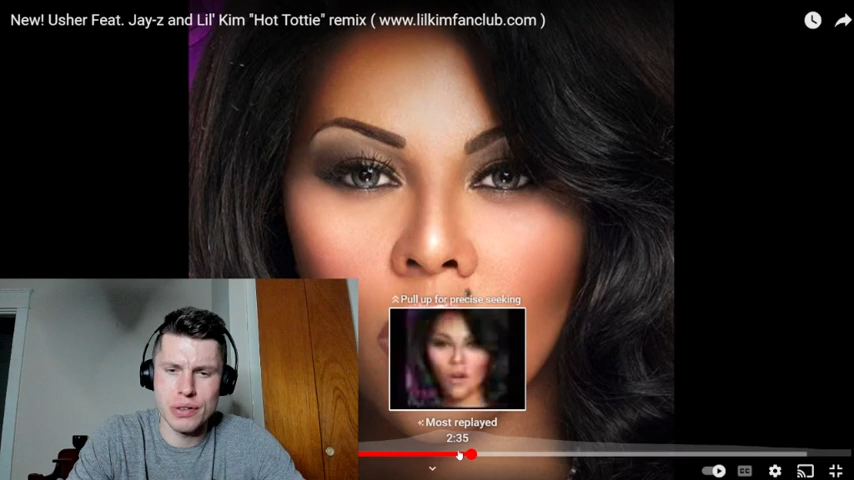 New! Usher Feat. Jay-z and Lil' Kim "Hot Tottie" remix ( www.lilkimfanclub.com )
Pull up for precise seeking
Most replayed
2:35
CC